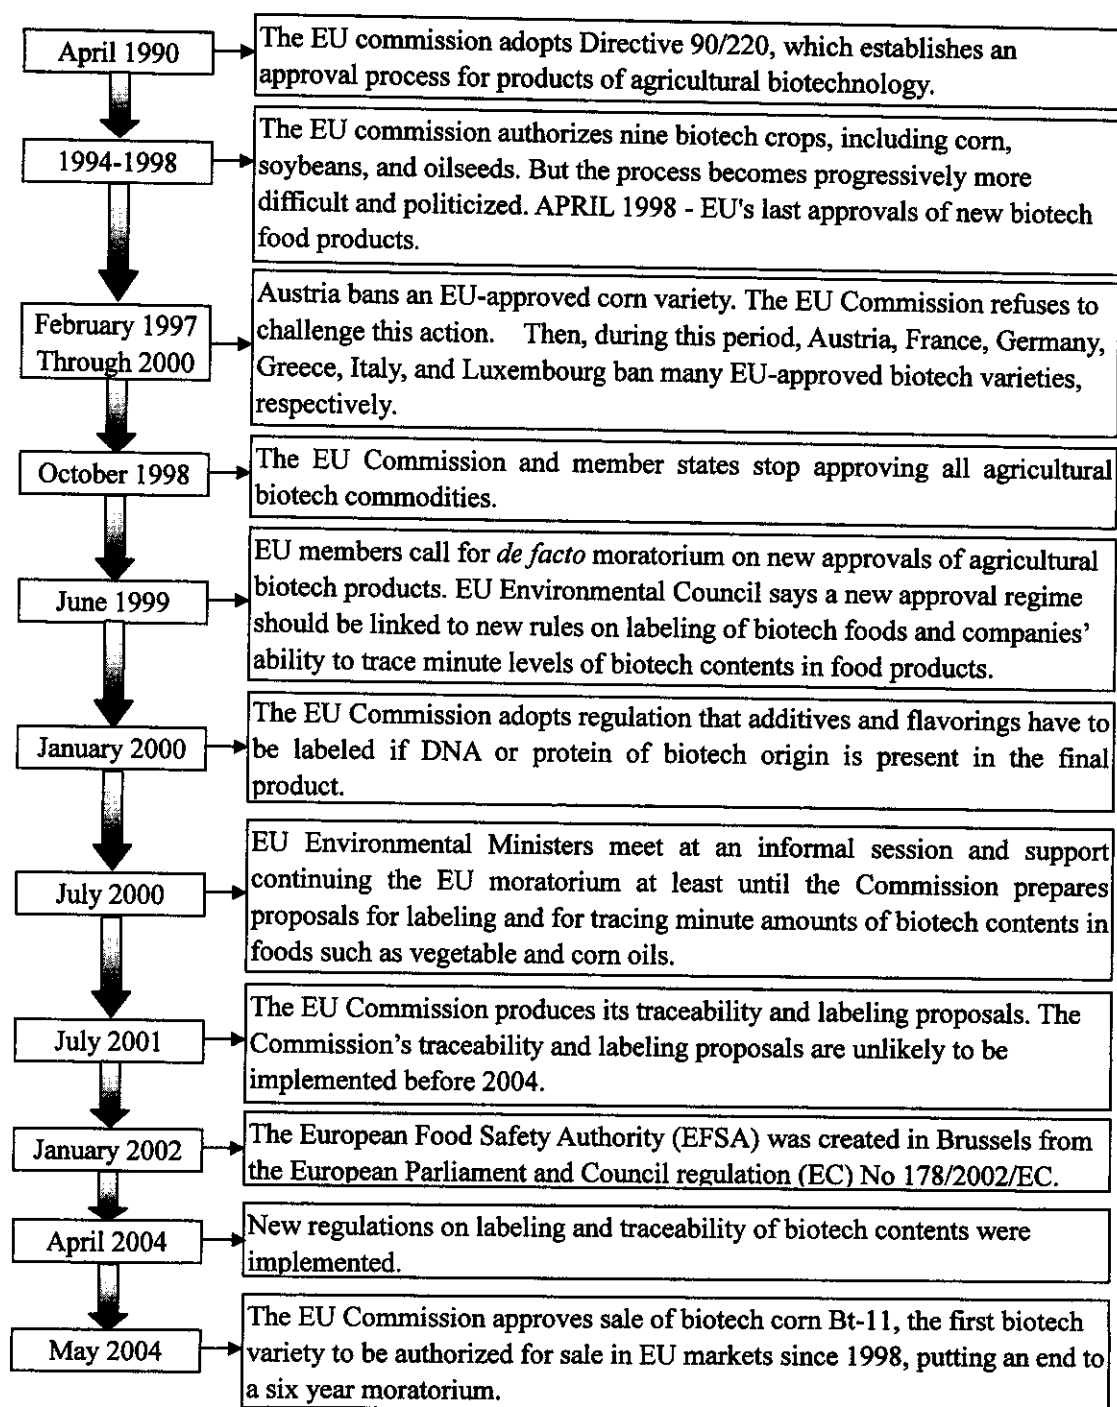 April 1990
The EU commission adopts Directive 90/220, which establishes an
approval process for products of agricultural biotechnology.
1994-1998
The EU commission authorizes nine biotech crops, including corn,
soybeans, and oilseeds. But the process becomes progressively more
difficult and politicized. APRIL 1998 - EU's last approvals of new biotech
food products.
February 1997
Through 2000
Austria bans an EU-approved corn variety. The EU Commission refuses to
challenge this action. Then, during this period, Austria, France, Germany,
Greece, Italy, and Luxembourg ban many EU-approved biotech varieties,
respectively.
October 1998
The EU Commission and member states stop approving all agricultural
biotech commodities.
June 1999
EU members call for de facto moratorium on new approvals of agricultural
biotech products. EU Environmental Council says a new approval regime
should be linked to new rules on labeling of biotech foods and companies’
ability to trace minute levels of biotech contents in food products.
January 2000
The EU Commission adopts regulation that additives and flavorings have to
be labeled if DNA or protein of biotech origin is present in the final
product.
July 2000
EU Environmental Ministers meet at an informal session and support
continuing the EU moratorium at least until the Commission prepares
proposals for labeling and for tracing minute amounts of biotech contents in
foods such as vegetable and corn oils.
July 2001
The EU Commission produces its traceability and labeling proposals. The
Commission’s traceability and labeling proposals are unlikely to be
implemented before 2004.
January 2002
The European Food Safety Authority (EFSA) was created in Brussels from
the European Parliament and Council regulation (EC) No 178/2002/EC.
April 2004
New regulations on labeling and traceability of biotech contents were
implemented.
May 2004
The EU Commission approves sale of biotech corn Bt-11, the first biotech
variety to be authorized for sale in EU markets since 1998, putting an end to
a six year moratorium.